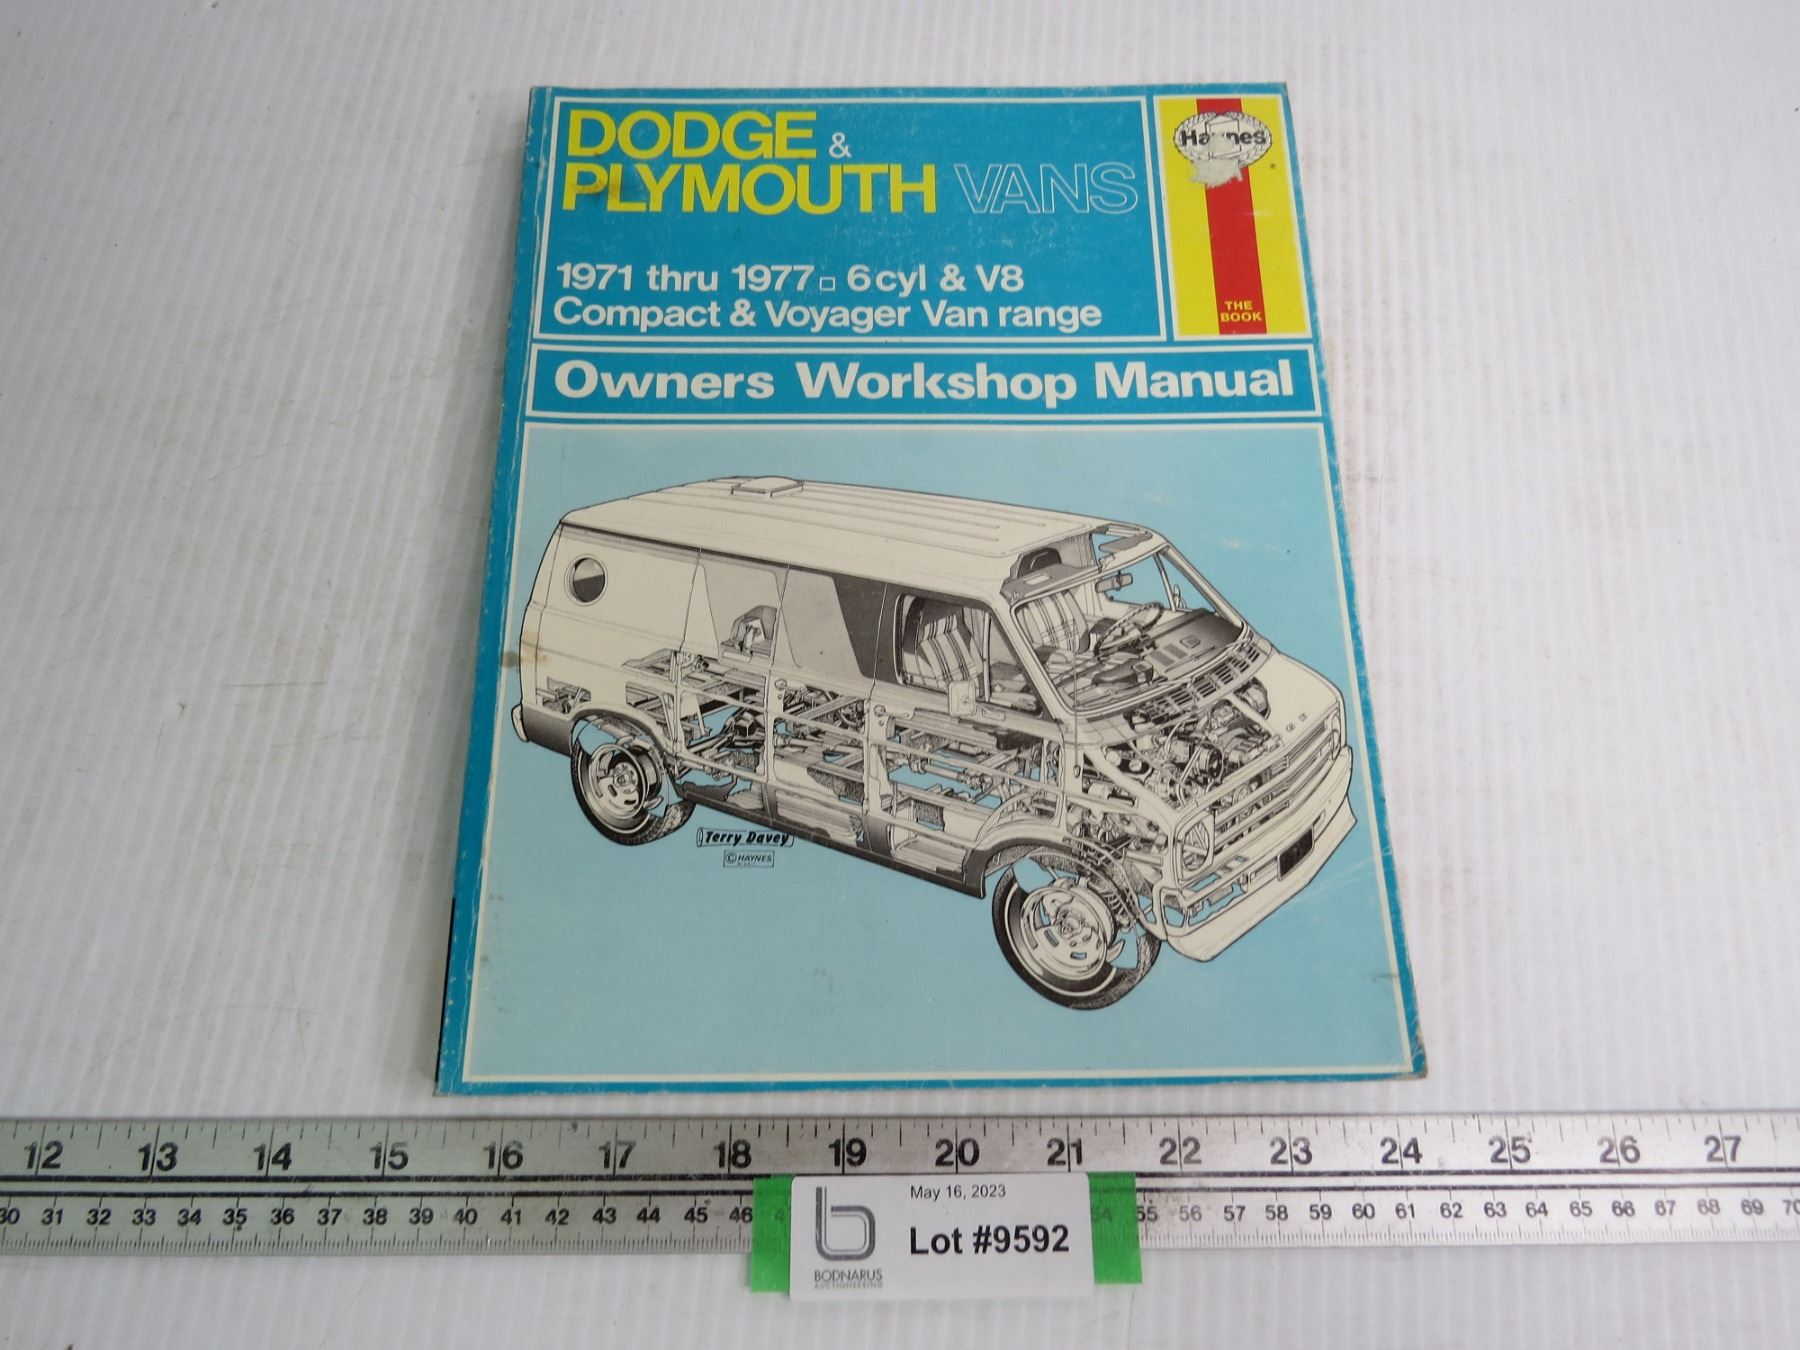 DODGE &
PLYMOUTH VANS
1971 thru 1977 □ 6cyl & V8
Compact & Voyager Van range
Haynes
THE
BOOK
Owners Workshop Manual
Terry Davey
© HAYNES
12 13 14 15 16 17 18 19 20 21 22 23 24 25 26 27
30 31 32 33 34 35 36 37 38 39 40 41 42 43 44 45 46 54 55 56 57 58 59 60 61 62 63 64 65 66 67 68 69 70
May 16, 2023
Lot #9592
BODNARUS
AUCTIONEERING